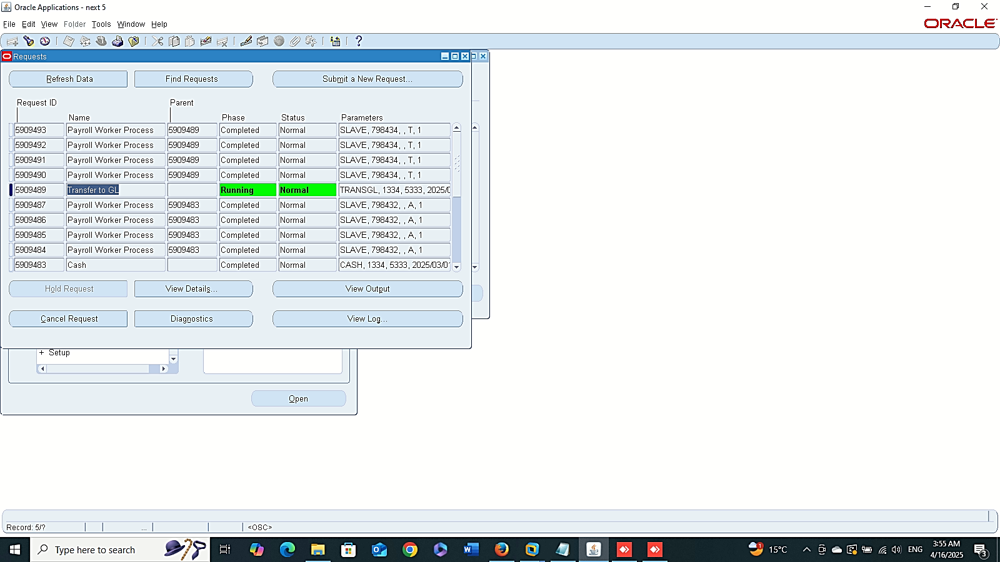 Oracle Applications - next 5
File Edit View Folder Tools Window Help
ORACLE
Requests
Refresh Data Find Requests Submit a New Request...
Request ID Parent
Name Phase Status Parameters
5909493 Payroll Worker Process 5909489 Completed Normal SLAVE, 798434, , T, 1
5909492 Payroll Worker Process 5909489 Completed Normal SLAVE, 798434, , T, 1
5909491 Payroll Worker Process 5909489 Completed Normal SLAVE, 798434, , T, 1
5909490 Payroll Worker Process 5909489 Completed Normal SLAVE, 798434, , T, 1
5909489 Transfer to GL Running Normal TRANSGL, 1334, 5333, 2025/0
5909487 Payroll Worker Process 5909483 Completed Normal SLAVE, 798432, , A, 1
5909486 Payroll Worker Process 5909483 Completed Normal SLAVE, 798432, , A, 1
5909485 Payroll Worker Process 5909483 Completed Normal SLAVE, 798432, , A, 1
5909484 Payroll Worker Process 5909483 Completed Normal SLAVE, 798432, , A, 1
5909483 Cash Completed Normal CASH, 1334, 5333, 2025/03/01
Hold Request View Details... View Output
Cancel Request Diagnostics View Log...
+ Setup
Open
Record: 5/? ... <OSC>
Type here to search 1 15°C ENG 3:55 AM
4/16/2025 3